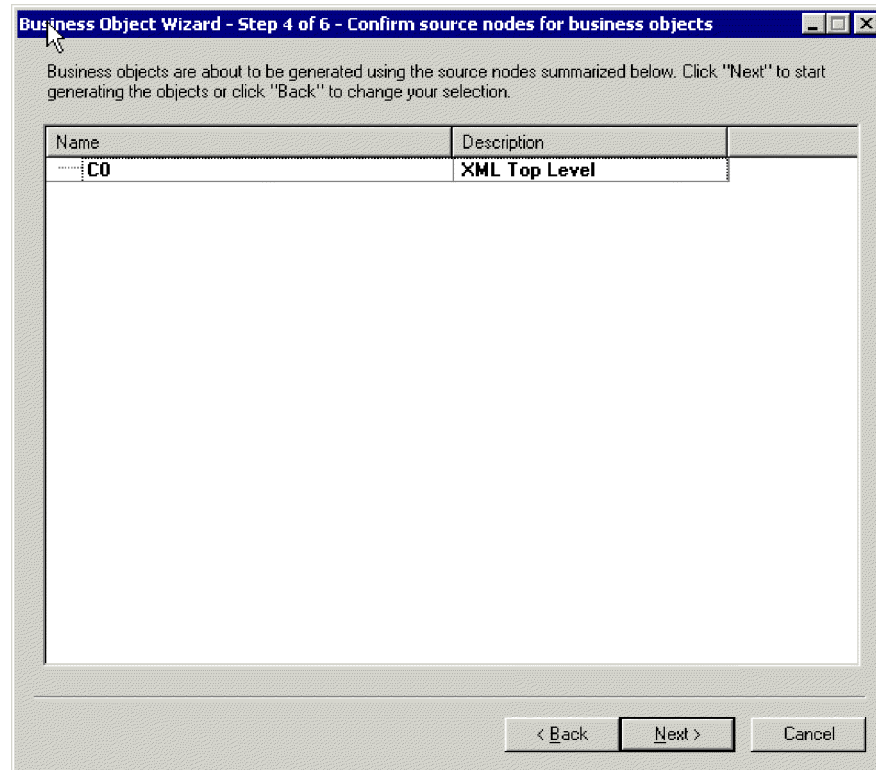 Business Object Wizard - Step 4 of 6 - Confirm source nodes for business objects
Business objects are about to be generated using the source nodes summarized below. Click "Next" to start
generating the objects or click "Back" to change your selection.
Name Description
C0 XML Top Level
< Back Next > Cancel